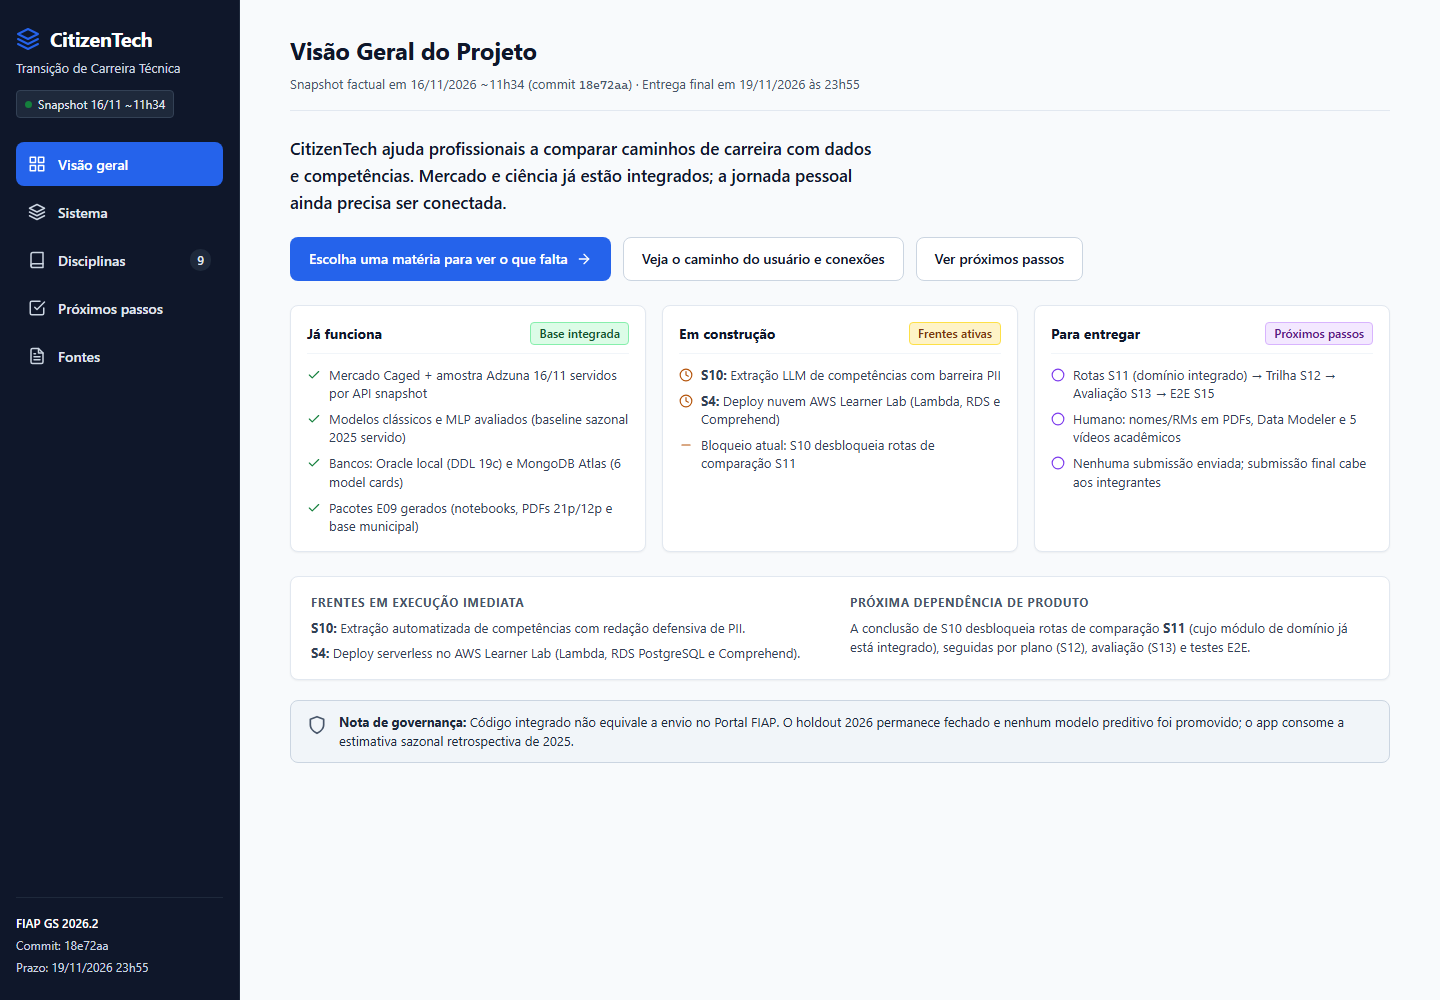 CitizenTech
Transição de Carreira Técnica
Snapshot 16/11 ~11h34
Visão geral
Sistema
Disciplinas 9
Próximos passos
Fontes
FIAP GS 2026.2
Commit: 18e72aa
Prazo: 19/11/2026 23h55
Visão Geral do Projeto
Snapshot factual em 16/11/2026 ~11h34 (commit 18e72aa) · Entrega final em 19/11/2026 às 23h55
CitizenTech ajuda profissionais a comparar caminhos de carreira com dados
e competências. Mercado e ciência já estão integrados; a jornada pessoal
ainda precisa ser conectada.
Escolha uma matéria para ver o que falta →
Veja o caminho do usuário e conexões
Ver próximos passos
Já funciona
Base integrada
Mercado Caged + amostra Adzuna 16/11 servidos
por API snapshot
Modelos clássicos e MLP avaliados (baseline sazonal
2025 servido)
Bancos: Oracle local (DDL 19c) e MongoDB Atlas (6
model cards)
Pacotes E09 gerados (notebooks, PDFs 21p/12p e
base municipal)
Em construção
Frentes ativas
S10: Extração LLM de competências com barreira PII
S4: Deploy nuvem AWS Learner Lab (Lambda, RDS e
Comprehend)
Bloqueio atual: S10 desbloqueia rotas de
comparação S11
Para entregar
Próximos passos
Rotas S11 (domínio integrado) → Trilha S12 →
Avaliação S13 → E2E S15
Humano: nomes/RMs em PDFs, Data Modeler e 5
vídeos acadêmicos
Nenhuma submissão enviada; submissão final cabe
aos integrantes
FRENTES EM EXECUÇÃO IMEDIATA
S10: Extração automatizada de competências com redação defensiva de PII.
S4: Deploy serverless no AWS Learner Lab (Lambda, RDS PostgreSQL e Comprehend).
PRÓXIMA DEPENDÊNCIA DE PRODUTO
A conclusão de S10 desbloqueia rotas de comparação S11 (cujo módulo de domínio já
está integrado), seguidas por plano (S12), avaliação (S13) e testes E2E.
Nota de governança: Código integrado não equivale a envio no Portal FIAP. O holdout 2026 permanece fechado e nenhum modelo preditivo foi promovido; o app consome a
estimativa sazonal retrospectiva de 2025.